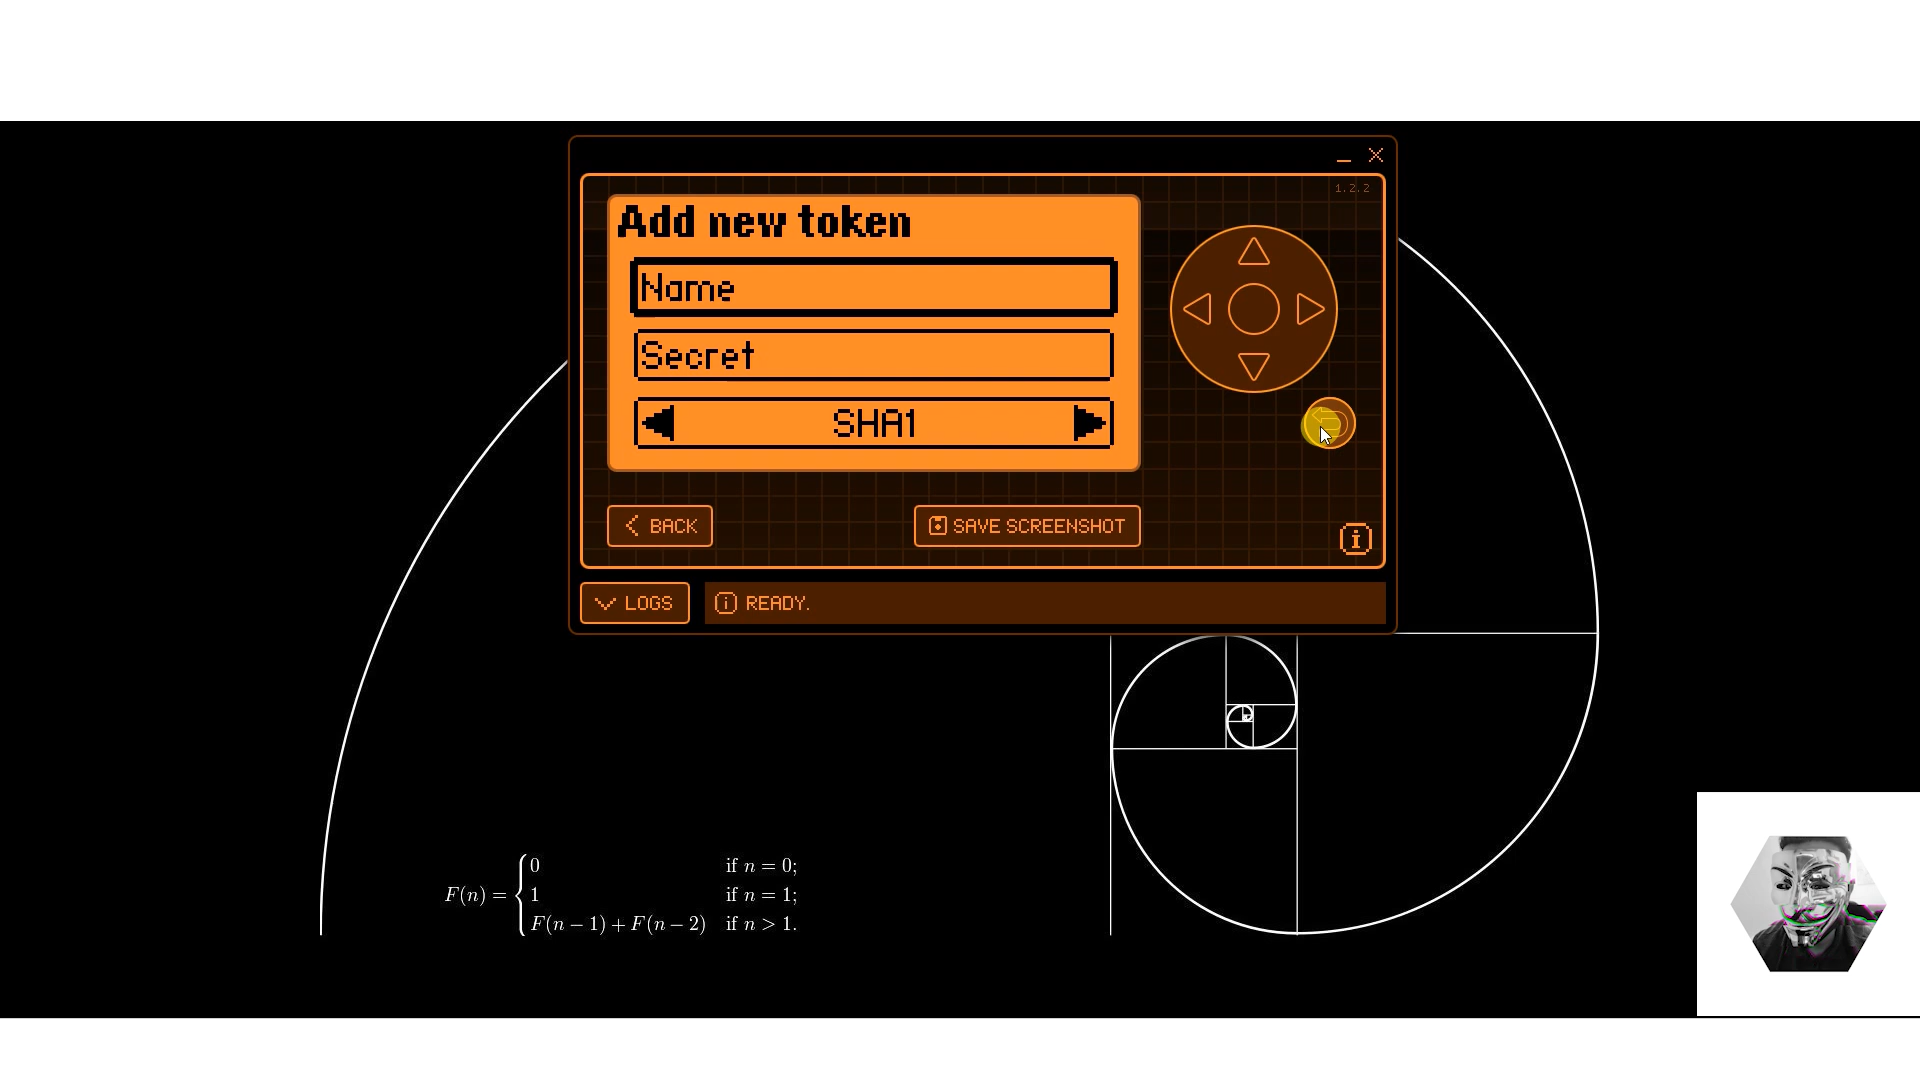 1.2.2
Add new token
Name
Secret
SHA1
BACK
SAVE SCREENSHOT
LOGS
READY.
F(n) = { 0 if n = 0;
1 if n = 1;
F(n − 1) + F(n − 2) if n > 1.